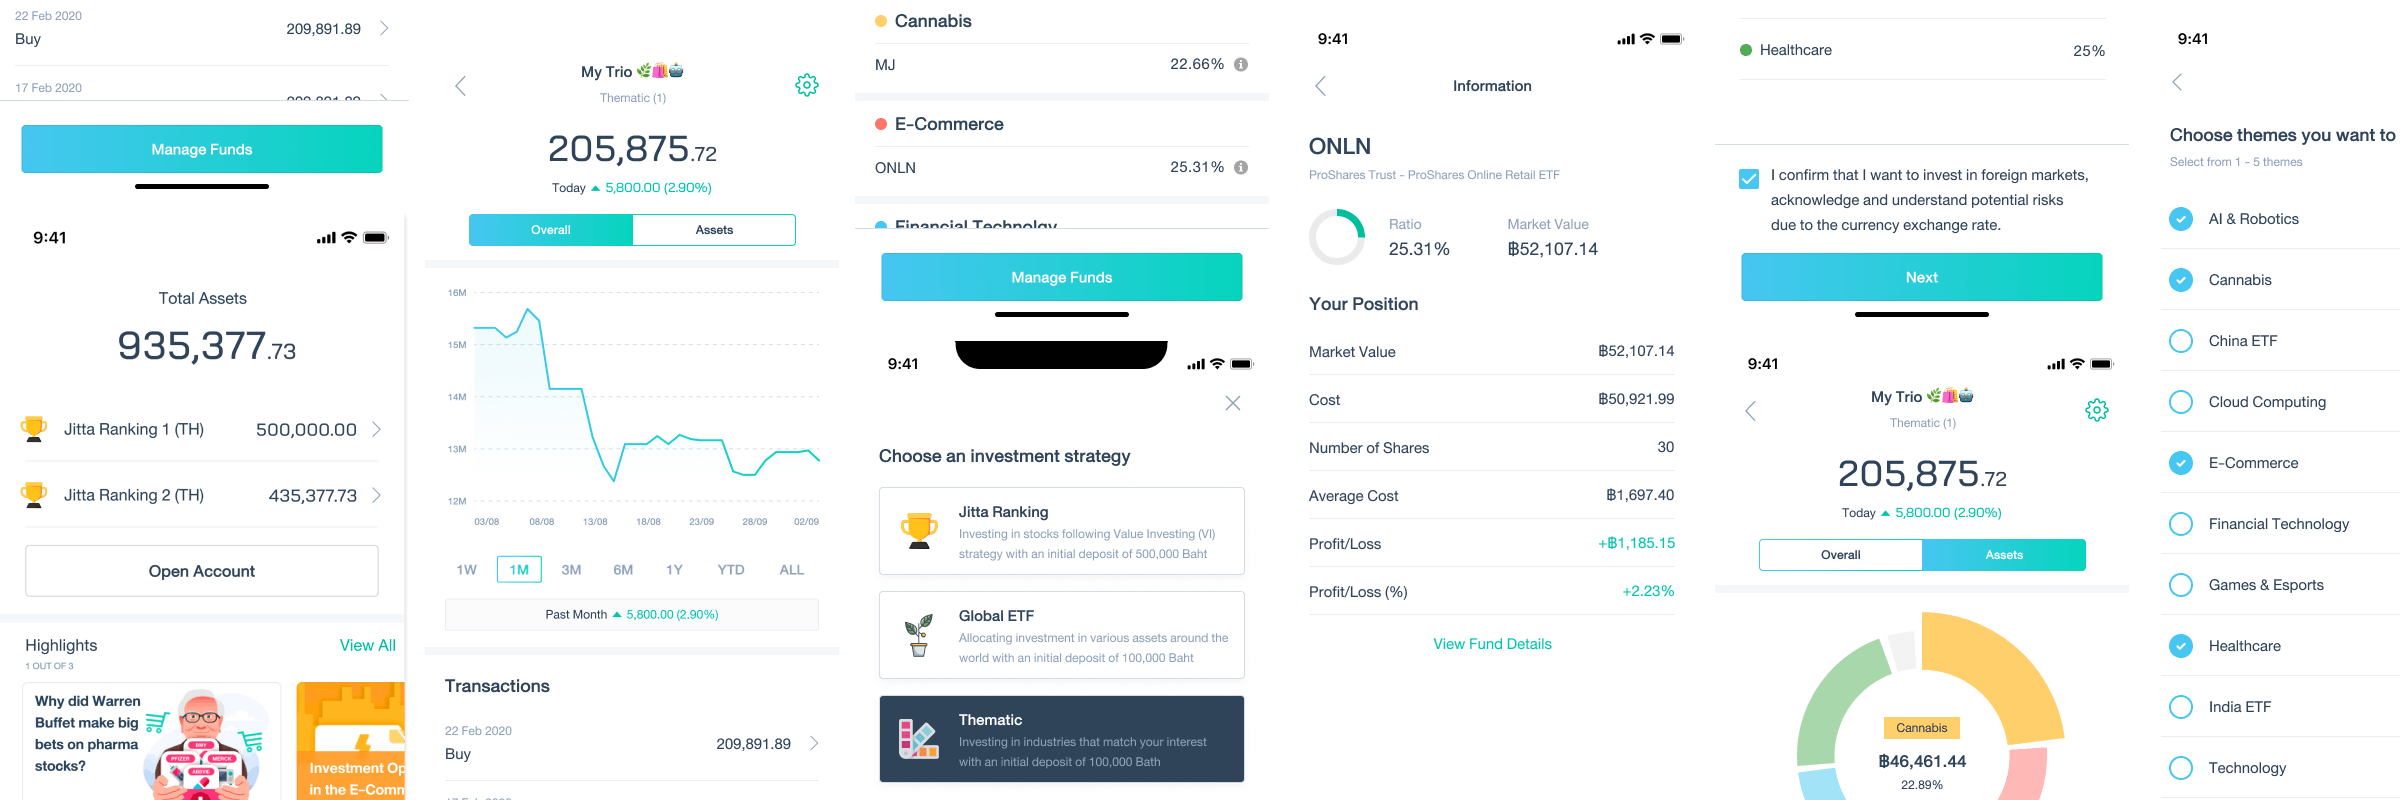 22 Feb 2020
Buy
209,891.89
17 Feb 2020
Manage Funds
9:41
Total Assets
935,377.73
Jitta Ranking 1 (TH) 500,000.00
Jitta Ranking 2 (TH) 435,377.73
Open Account
Highlights View All
1 OUT OF 3
Why did Warren
Buffet make big
bets on pharma
stocks?
BUY
PFIZER
MERCK
ABBVIE
Investment Op
in the E-Comm
My Trio 🌿🛍️🤖
Thematic (1)
205,875.72
Today ▲ 5,800.00 (2.90%)
Overall Assets
16M
15M
14M
13M
12M
03/08 08/08 13/08 18/08 23/09 28/09 02/09
1W 1M 3M 6M 1Y YTD ALL
Past Month ▲ 5,800.00 (2.90%)
Transactions
22 Feb 2020
Buy
209,891.89
Cannabis
MJ 22.66%
E-Commerce
ONLN 25.31%
Financial Technolgy
Manage Funds
9:41
Choose an investment strategy
Jitta Ranking
Investing in stocks following Value Investing (VI)
strategy with an initial deposit of 500,000 Baht
Global ETF
Allocating investment in various assets around the
world with an initial deposit of 100,000 Baht
Thematic
Investing in industries that match your interest
with an initial deposit of 100,000 Bath
9:41
Information
ONLN
ProShares Trust - ProShares Online Retail ETF
Ratio Market Value
25.31% ฿52,107.14
Your Position
Market Value ฿52,107.14
Cost ฿50,921.99
Number of Shares 30
Average Cost ฿1,697.40
Profit/Loss +฿1,185.15
Profit/Loss (%) +2.23%
View Fund Details
Healthcare 25%
I confirm that I want to invest in foreign markets,
acknowledge and understand potential risks
due to the currency exchange rate.
Next
9:41
My Trio 🌿🛍️🤖
Thematic (1)
205,875.72
Today ▲ 5,800.00 (2.90%)
Overall Assets
Cannabis
฿46,461.44
22.89%
9:41
Choose themes you want to
Select from 1 - 5 themes
AI & Robotics
Cannabis
China ETF
Cloud Computing
E-Commerce
Financial Technology
Games & Esports
Healthcare
India ETF
Technology